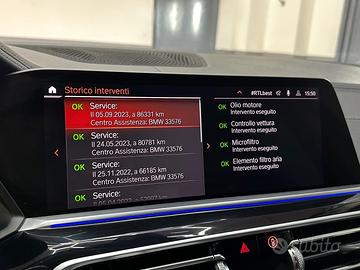 Storico interventi
#RTLbest
15:50
OK Service:
Il 05.09.2023, a 86331 km
Centro Assistenza: BMW 33576
OK Service:
Il 24.05.2023, a 80781 km
Centro Assistenza: BMW 33576
OK Service:
Il 25.11.2022, a 66185 km
Centro Assistenza: BMW 33576
OK Service:
OK Olio motore
Intervento eseguito
OK Controllo vettura
Intervento eseguito
OK Microfiltro
Intervento eseguito
OK Elemento filtro aria
Intervento eseguito
subito